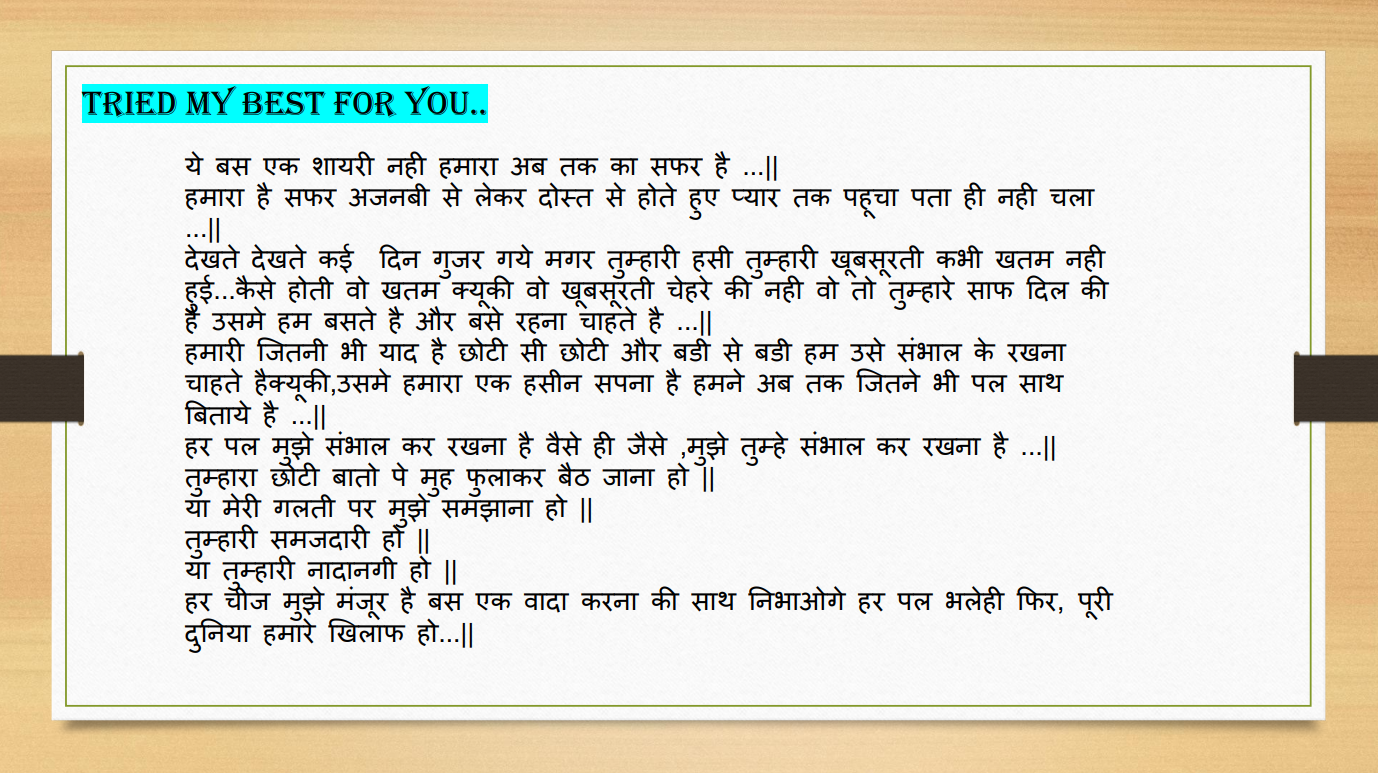 TRIED MY BEST FOR YOU..
ये बस एक शायरी नही हमारा अब तक का सफर है ...||
हमारा है सफर अजनबी से लेकर दोस्त से होते हुए प्यार तक पहूचा पता ही नही चला
...||
देखते देखते कई दिन गुजर गये मगर तुम्हारी हसी तुम्हारी खूबसूरती कभी खतम नही
हुई...कैसे होती वो खतम क्यूकी वो खूबसूरती चेहरे की नही वो तो तुम्हारे साफ दिल की
है उसमे हम बसते है और बसे रहना चाहते है ...||
हमारी जितनी भी याद है छोटी सी छोटी और बडी से बडी हम उसे संभाल के रखना
चाहते हैक्यूकी,उसमे हमारा एक हसीन सपना है हमने अब तक जितने भी पल साथ
बिताये है ...||
हर पल मुझे संभाल कर रखना है वैसे ही जैसे ,मुझे तुम्हे संभाल कर रखना है ...||
तुम्हारा छोटी बातो पे मुह फुलाकर बैठ जाना हो ||
या मेरी गलती पर मुझे समझाना हो ||
तुम्हारी समजदारी हो ||
या तुम्हारी नादानगी हो ||
हर चीज मुझे मंजूर है बस एक वादा करना की साथ निभाओगे हर पल भलेही फिर, पूरी
दुनिया हमारे खिलाफ हो...||